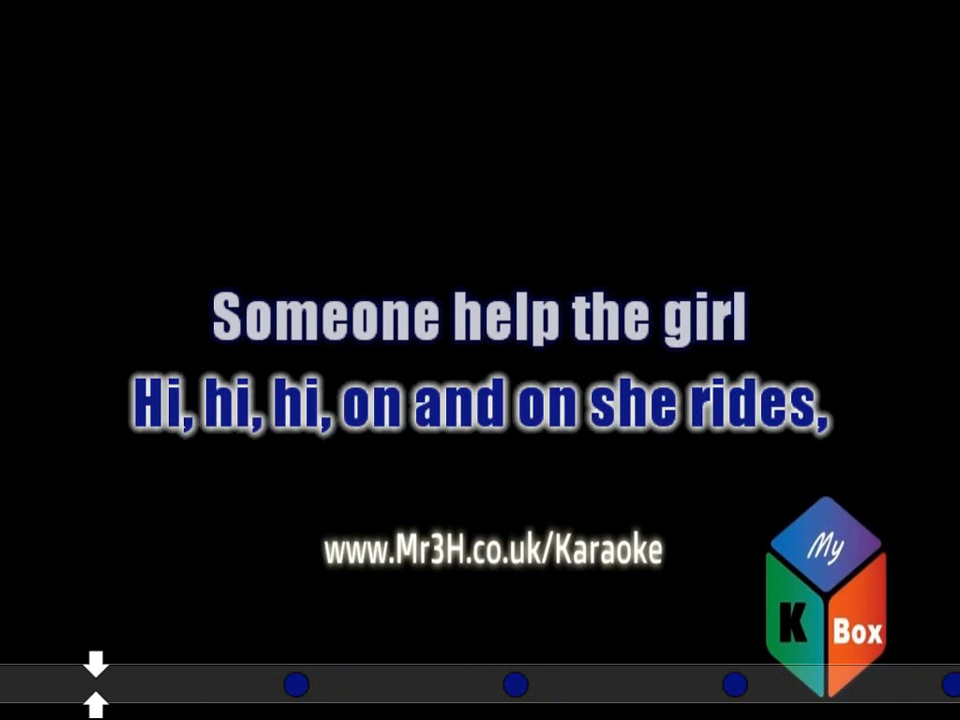 Someone help the girl
Hi, hi, hi, on and on she rides,
www.Mr3H.co.uk/Karaoke
My
K
Box